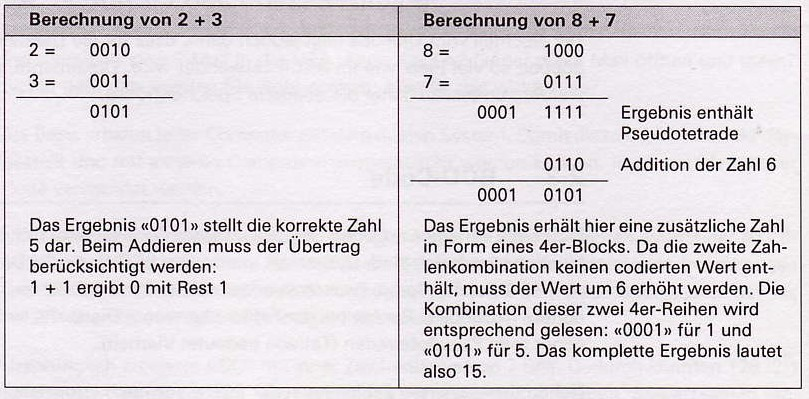 Berechnung von 2 + 3
2 = 0010
3 = 0011
0101
Das Ergebnis «0101» stellt die korrekte Zahl
5 dar. Beim Addieren muss der Übertrag
berücksichtigt werden:
1 + 1 ergibt 0 mit Rest 1
Berechnung von 8 + 7
8 = 1000
7 = 0111
0001 1111 Ergebnis enthält
Pseudotetrade
0110 Addition der Zahl 6
0001 0101
Das Ergebnis erhält hier eine zusätzliche Zahl
in Form eines 4er-Blocks. Da die zweite Zah-
lenkombination keinen codierten Wert ent-
hält, muss der Wert um 6 erhöht werden. Die
Kombination dieser zwei 4er-Reihen wird
entsprechend gelesen: «0001» für 1 und
«0101» für 5. Das komplette Ergebnis lautet
also 15.